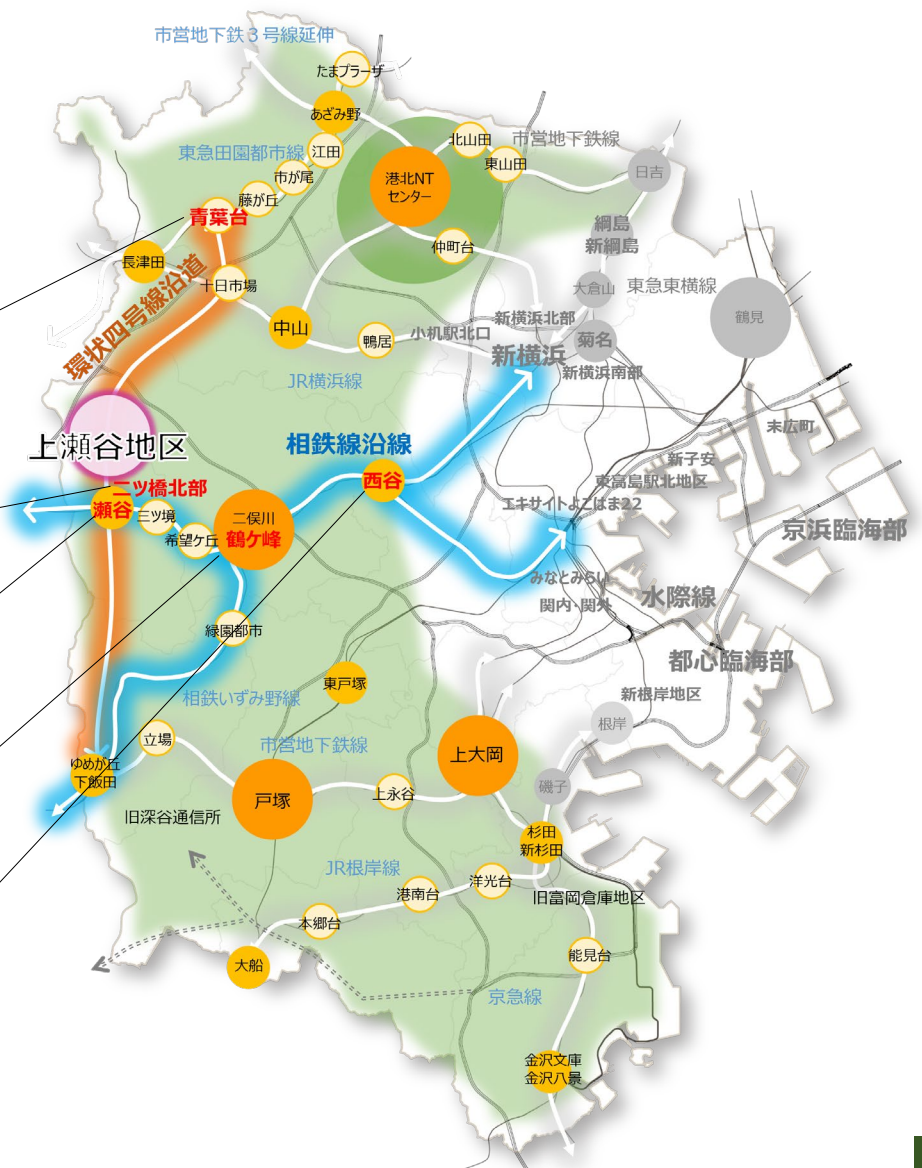 市営地下鉄３号線延伸
たまプラーザ
あざみ野
北山田
市営地下鉄線
東急田園都市線
江田
東山田
市が尾
日吉
港北NT
センター
藤が丘
青葉台
綱島
新綱島
仲町台
長津田
環状四号線沿道
十日市場
大倉山
東急東横線
新横浜北部
鶴見
中山
小机駅北口
鴨居
菊名
新横浜
新横浜南部
JR横浜線
上瀬谷地区
相鉄線沿線
末広町
新子安
西谷
東高島駅北地区
二ツ橋北部
瀬谷
三ツ境
エキサイトよこはま22
二俣川
鶴ケ峰
希望ケ丘
京浜臨海部
みなとみらい
水際線
関内・関外
緑園都市
都心臨海部
東戸塚
相鉄いずみ野線
新根岸地区
根岸
立場
市営地下鉄線
上大岡
ゆめが丘
下飯田
磯子
戸塚
上永谷
旧深谷通信所
杉田
新杉田
JR根岸線
洋光台
港南台
旧富岡倉庫地区
本郷台
能見台
大船
京急線
金沢文庫
金沢八景